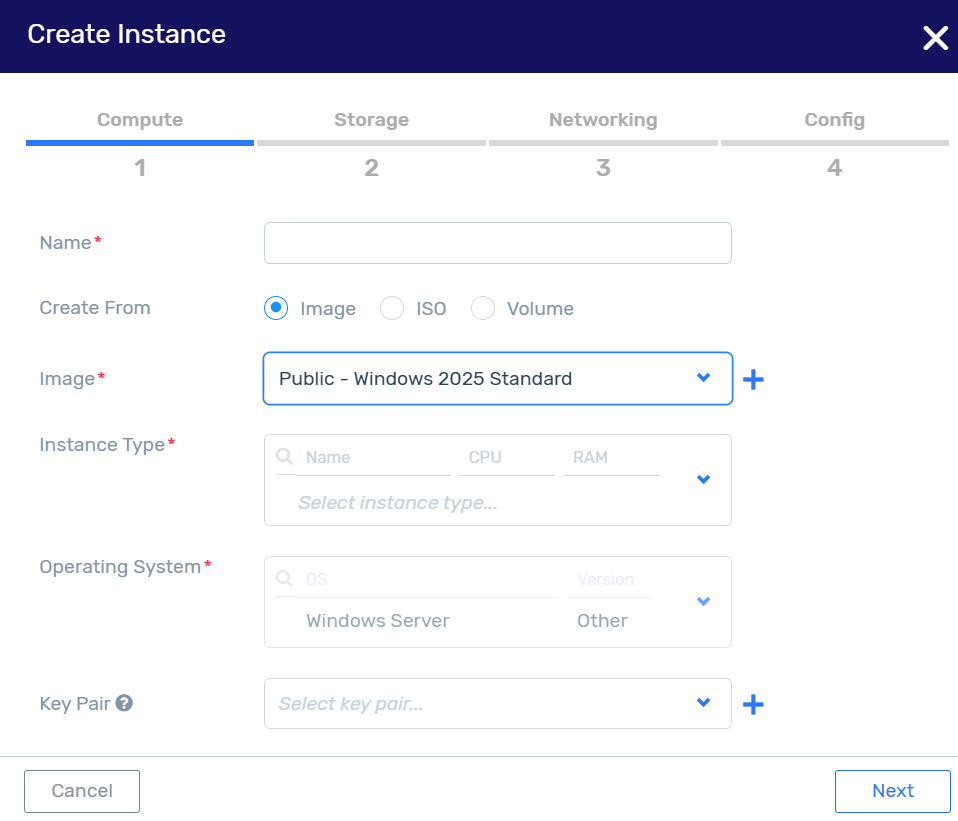 Create Instance
Compute Storage Networking Config
1 2 3 4
Name*
Create From Image ISO Volume
Image* Public - Windows 2025 Standard
Instance Type* Name CPU RAM
Select instance type...
Operating System* OS Version
Windows Server Other
Key Pair ? Select key pair...
Cancel Next